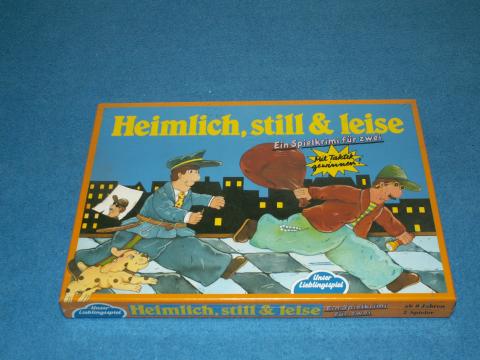 Heimlich, still & leise
Ein Spielkrimi für zwei
Mit Taktik
gewinnen!
Unser
Lieblingsspiel
Unser
Lieblingsspiel
Heimlich, still & leise
Ein Spielkrimi
für zwei
ab 8 Jahren
2 Spieler